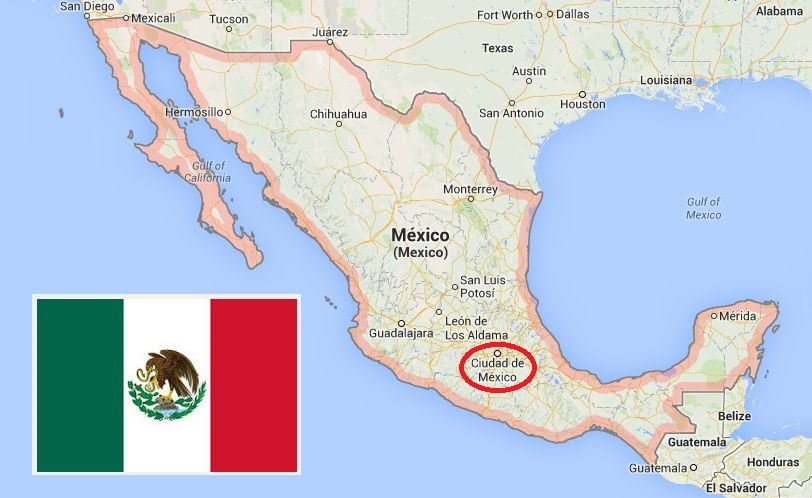 San Diego
Mexicali
Tucson
Juárez
Fort Worth
Dallas
Alabama
Texas
Austin
Louisiana
San Antonio
Houston
Hermosillo
Chihuahua
Gulf of
California
Monterrey
Gulf of
Mexico
México
(Mexico)
San Luis
Potosí
León de
Los Aldama
Guadalajara
Mérida
Ciudad de
México
Belize
Guatemala
Guatemala
Honduras
El Salvador